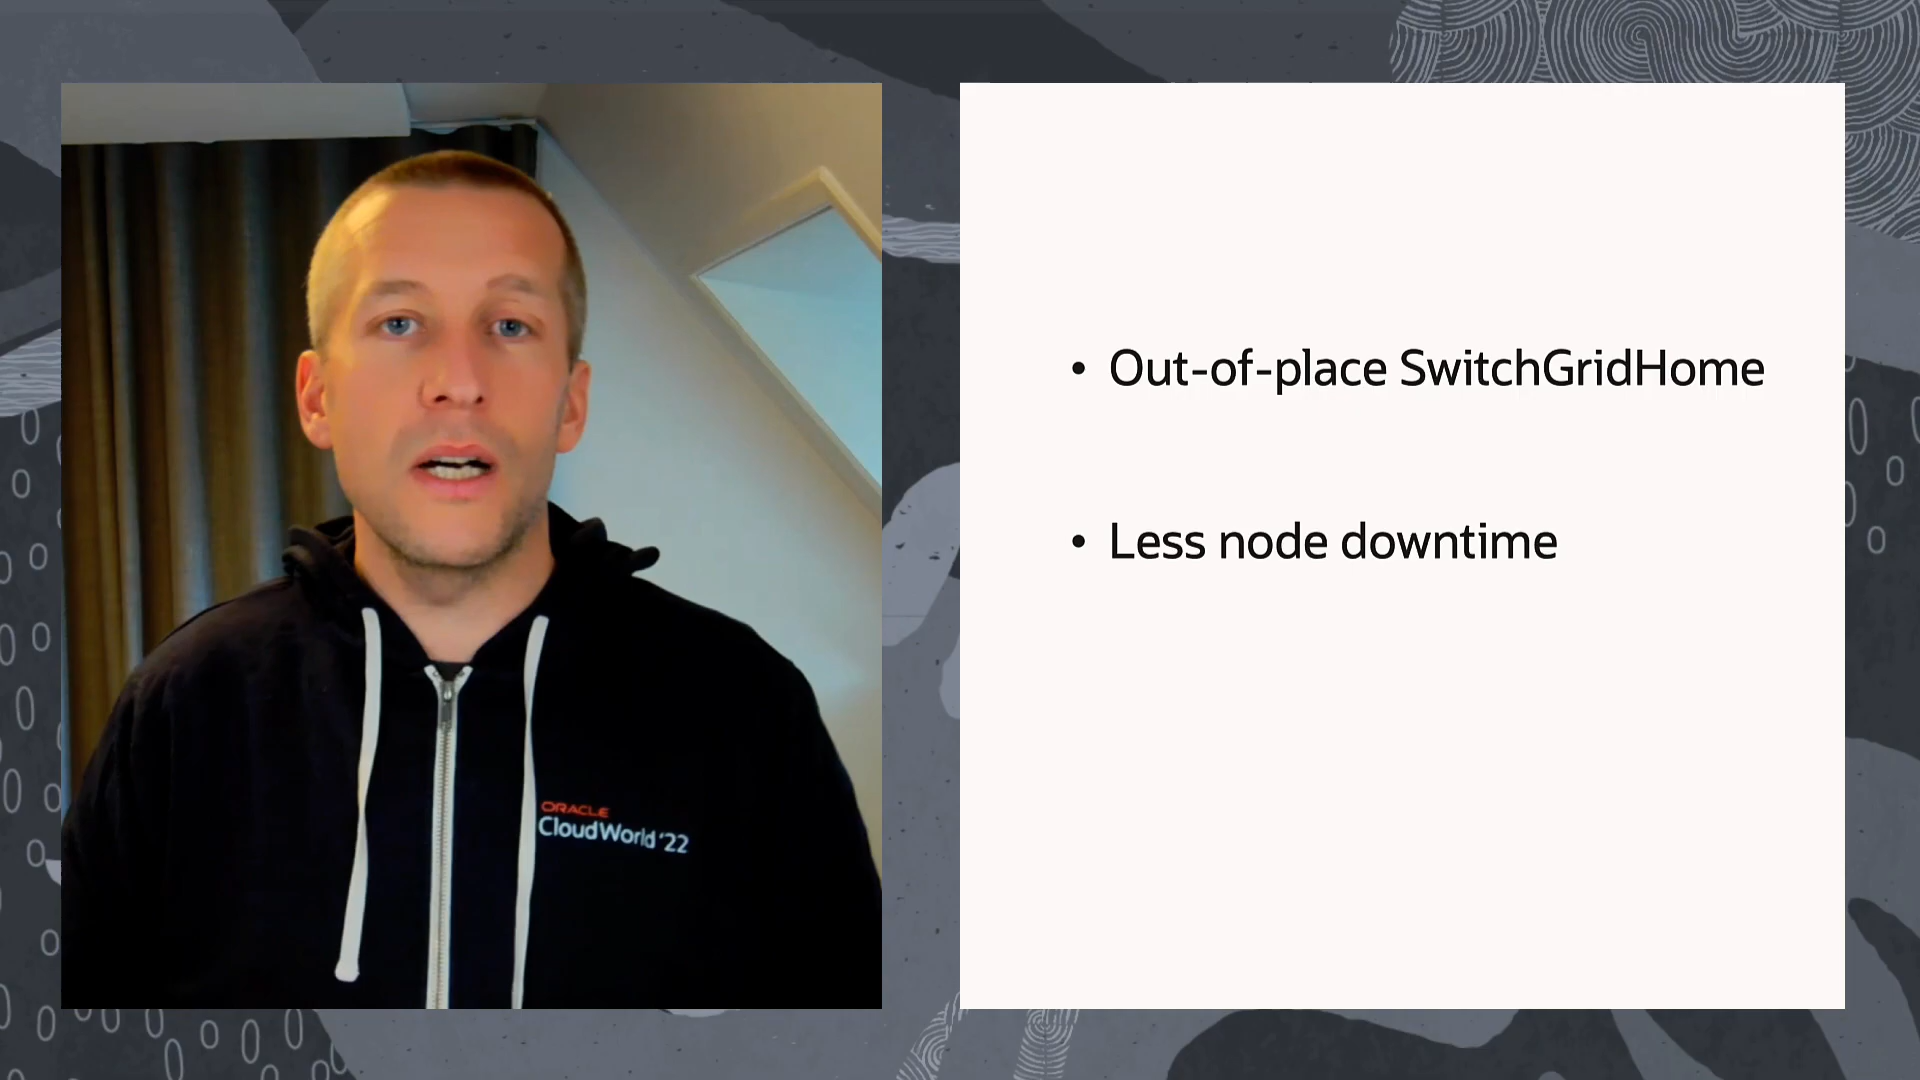 • Out-of-place SwitchGridHome
• Less node downtime
ORACLE
CloudWorld '22